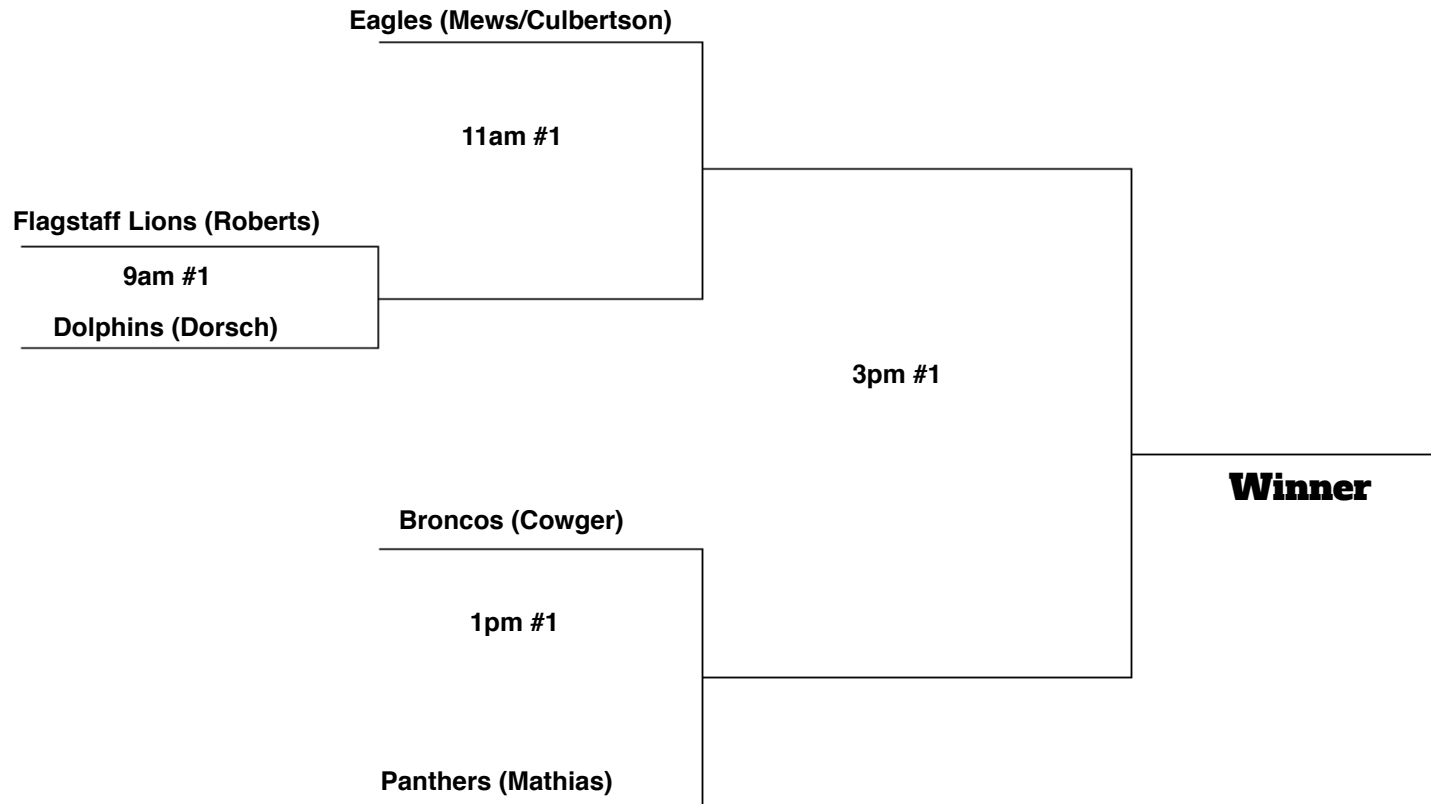 Eagles (Mews/Culbertson)
11am #1
Flagstaff Lions (Roberts)
9am #1
Dolphins (Dorsch)
3pm #1
Winner
Broncos (Cowger)
1pm #1
Panthers (Mathias)